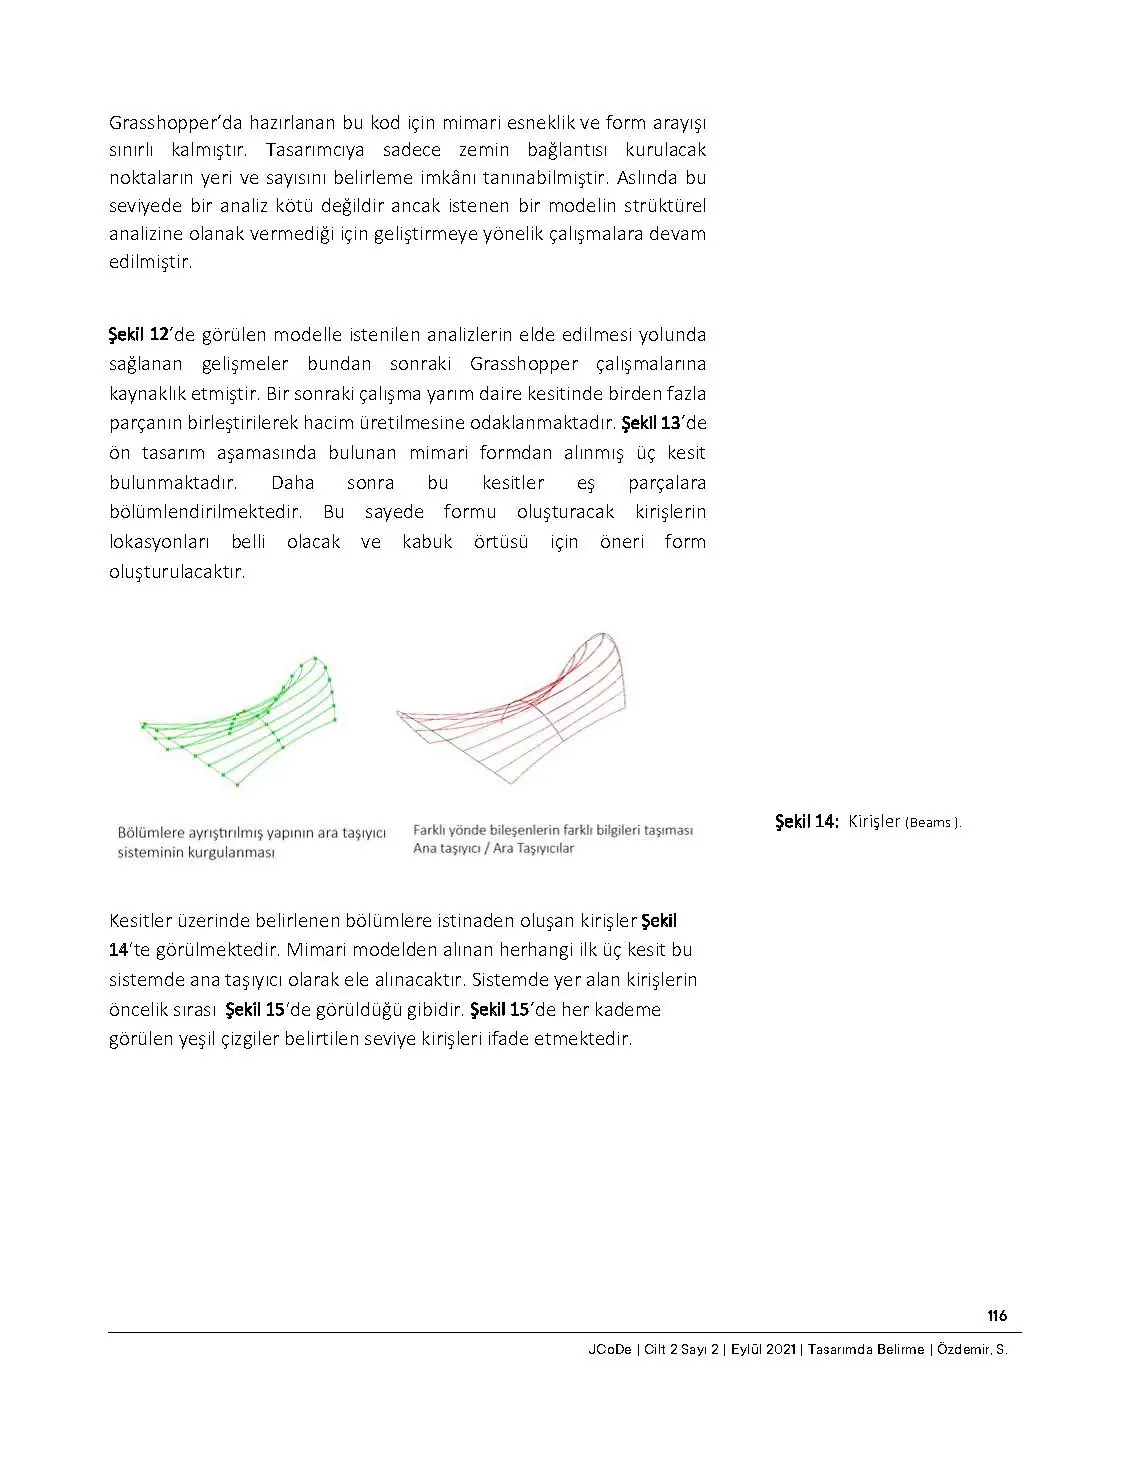 Grasshopper’da hazırlanan bu kod için mimari esneklik ve form arayışı
sınırlı kalmıştır. Tasarımcıya sadece zemin bağlantısı kurulacak
noktaların yeri ve sayısını belirleme imkânı tanınabilmiştir. Aslında bu
seviyede bir analiz kötü değildir ancak istenen bir modelin strüktürel
analizine olanak vermediği için geliştirmeye yönelik çalışmalara devam
edilmiştir.
Şekil 12’de görülen modelle istenilen analizlerin elde edilmesi yolunda
sağlanan gelişmeler bundan sonraki Grasshopper çalışmalarına
kaynaklık etmiştir. Bir sonraki çalışma yarım daire kesitinde birden fazla
parçanın birleştirilerek hacim üretilmesine odaklanmaktadır. Şekil 13’de
ön tasarım aşamasında bulunan mimari formdan alınmış üç kesit
bulunmaktadır. Daha sonra bu kesitler eş parçalara
bölümlendirilmektedir. Bu sayede formu oluşturacak kirişlerin
lokasyonları belli olacak ve kabuk örtüsü için öneri form
oluşturulacaktır.
Bölümlere ayrıştırılmış yapının ara taşıyıcı
sisteminin kurgulanması
Farklı yönde bileşenlerin farklı bilgileri taşıması
Ana taşıyıcı / Ara Taşıyıcılar
Şekil 14: Kirişler (Beams ).
Kesitler üzerinde belirlenen bölümlere istinaden oluşan kirişler Şekil
14’te görülmektedir. Mimari modelden alınan herhangi ilk üç kesit bu
sistemde ana taşıyıcı olarak ele alınacaktır. Sistemde yer alan kirişlerin
öncelik sırası Şekil 15’de görüldüğü gibidir. Şekil 15’de her kademe
görülen yeşil çizgiler belirtilen seviye kirişleri ifade etmektedir.
116
JCoDe | Cilt 2 Sayı 2 | Eylül 2021 | Tasarımda Belirme | Özdemir, S.